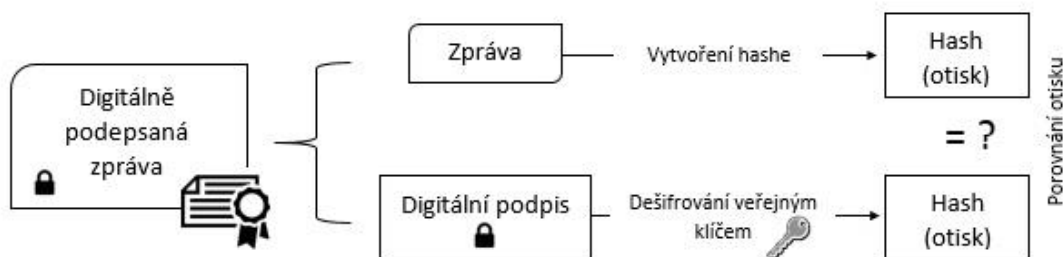 Digitálně
podepsaná
zpráva
Zpráva
Vytvoření hashe
Hash
(otisk)
= ?
Porovnání otisku
Digitální podpis
Dešifrování veřejným
klíčem
Hash
(otisk)